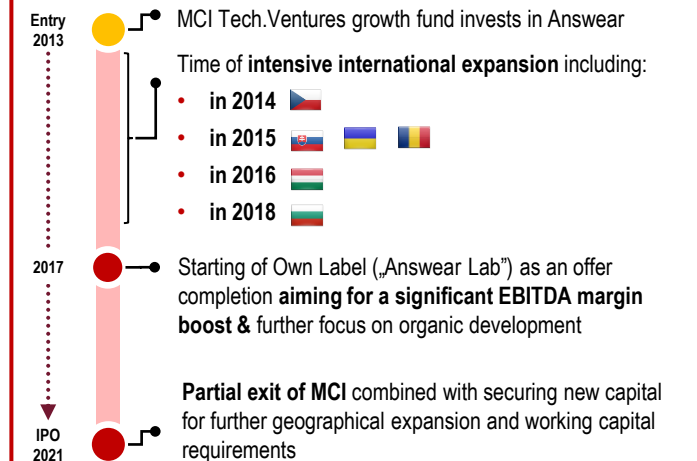 Entry
2013
MCI Tech.Ventures growth fund invests in Answear
Time of intensive international expansion including:
• in 2014
• in 2015
• in 2016
• in 2018
2017
Starting of Own Label („Answear Lab”) as an offer
completion aiming for a significant EBITDA margin
boost & further focus on organic development
Partial exit of MCI combined with securing new capital
for further geographical expansion and working capital
requirements
IPO
2021